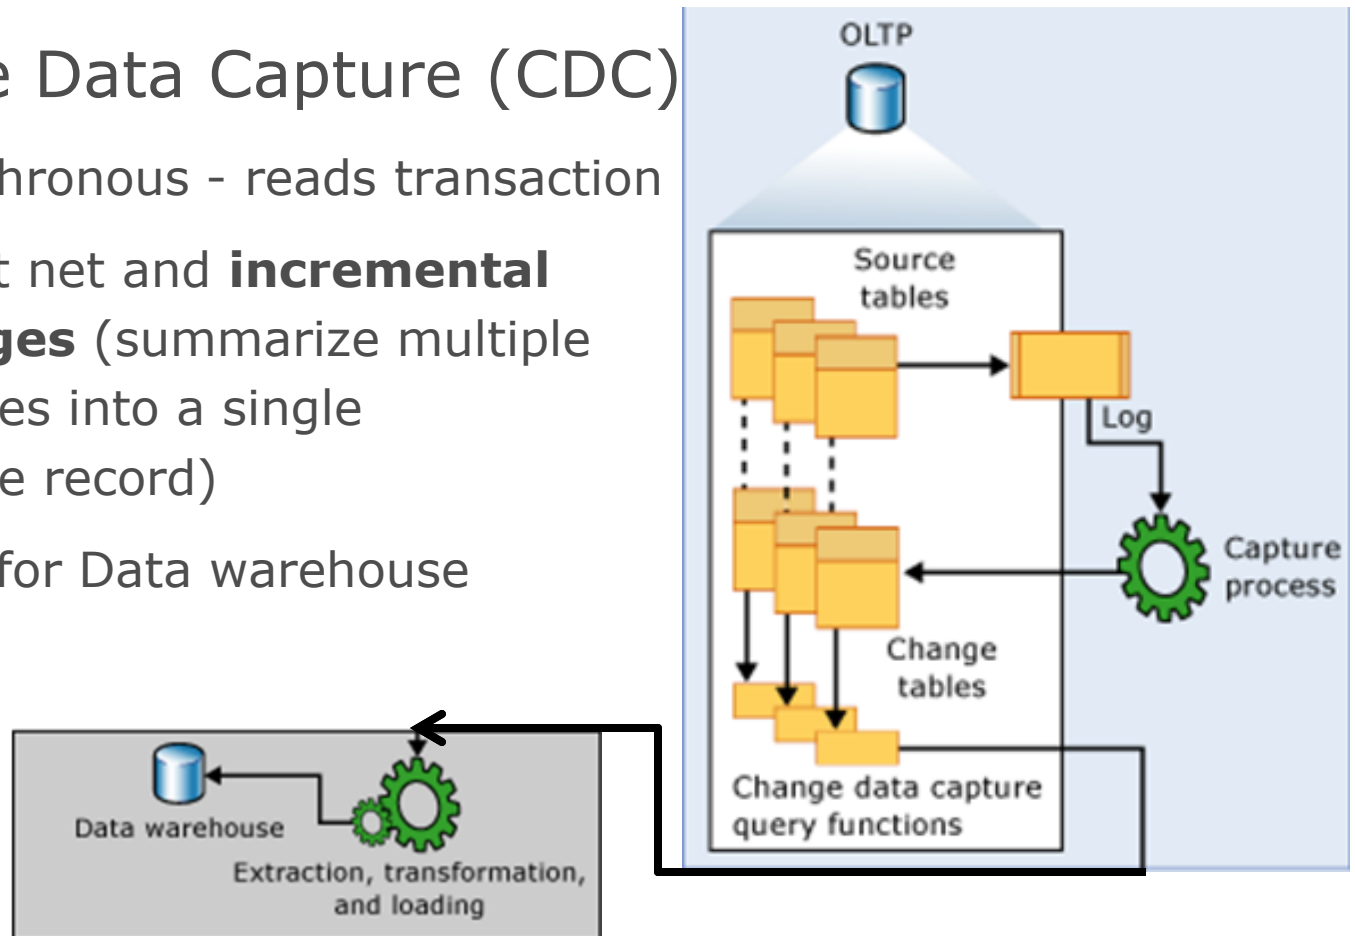 e Data Capture (CDC)
hronous - reads transaction
t net and incremental
ges (summarize multiple
es into a single
e record)
for Data warehouse
OLTP
Source
tables
Log
Capture
process
Change
tables
Change data capture
query functions
Data warehouse
Extraction, transformation,
and loading